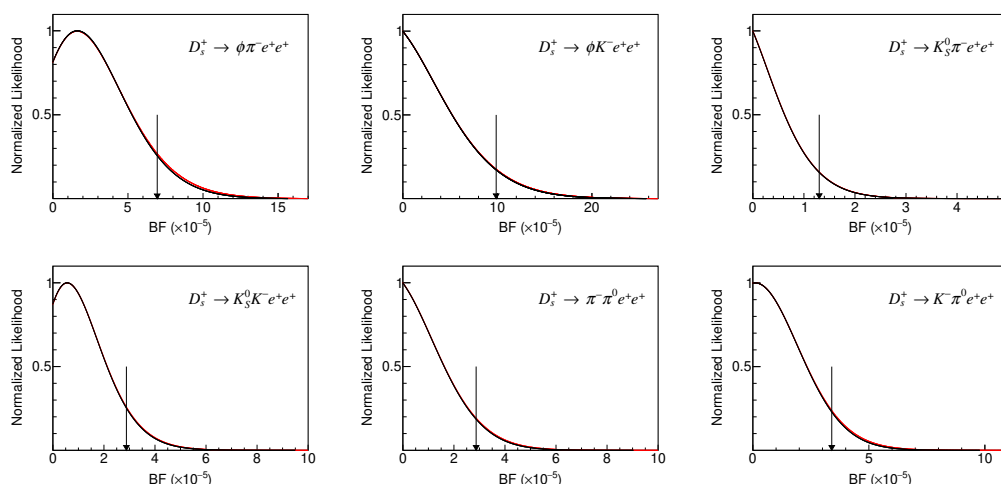 Normalized Likelihood
1
0.5
D_s^+ → ϕπ^−e^+e^+
0 5 10 15
BF (×10^−5)
Normalized Likelihood
1
0.5
D_s^+ → ϕK^−e^+e^+
0 10 20
BF (×10^−5)
Normalized Likelihood
1
0.5
D_s^+ → K_S^0π^−e^+e^+
0 1 2 3 4
BF (×10^−5)
Normalized Likelihood
1
0.5
D_s^+ → K_S^0K^−e^+e^+
0 2 4 6 8 10
BF (×10^−5)
Normalized Likelihood
1
0.5
D_s^+ → π^−π^0e^+e^+
0 2 4 6 8 10
BF (×10^−5)
Normalized Likelihood
1
0.5
D_s^+ → K^−π^0e^+e^+
0 5 10
BF (×10^−5)